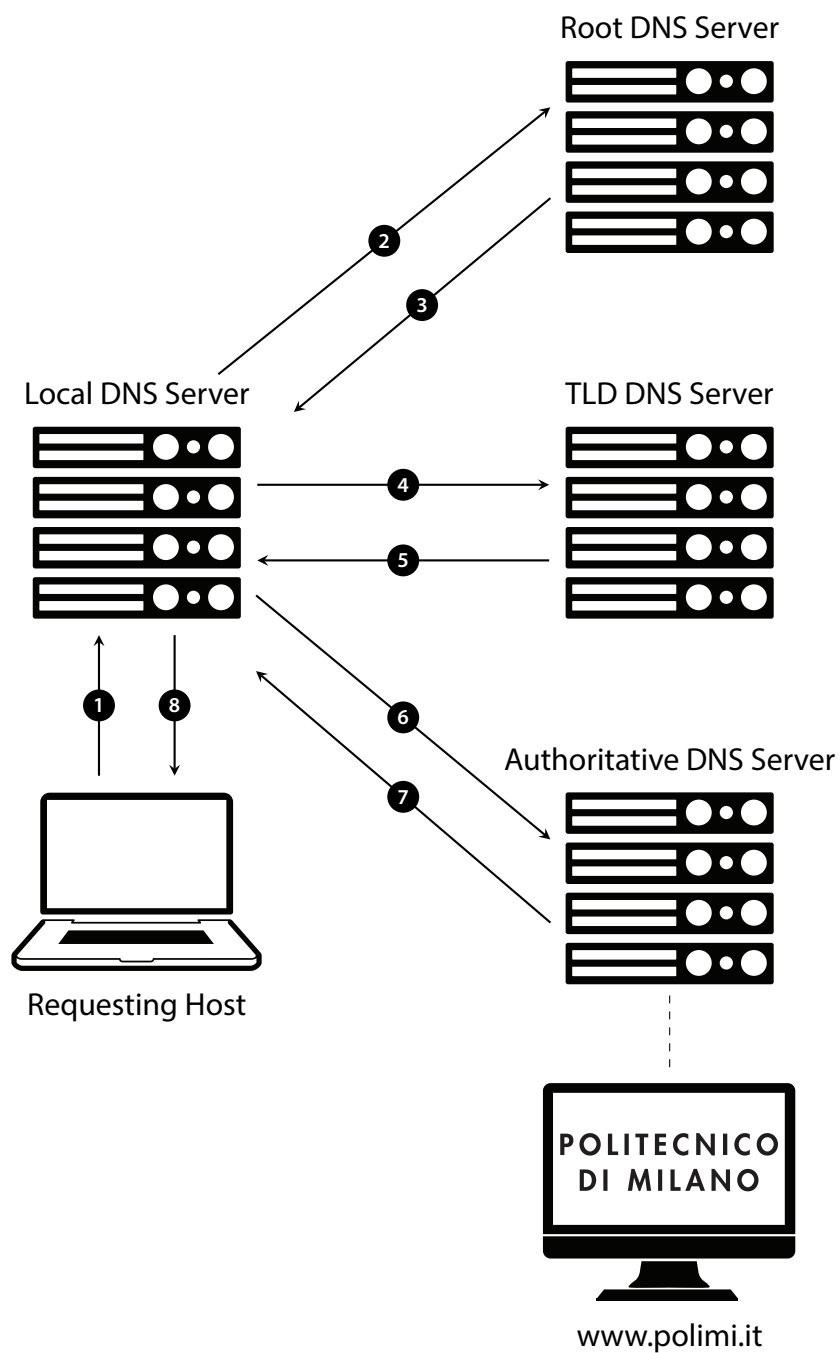 Root DNS Server
2
3
Local DNS Server
TLD DNS Server
4
5
1
8
6
7
Authoritative DNS Server
Requesting Host
POLITECNICO
DI MILANO
www.polimi.it